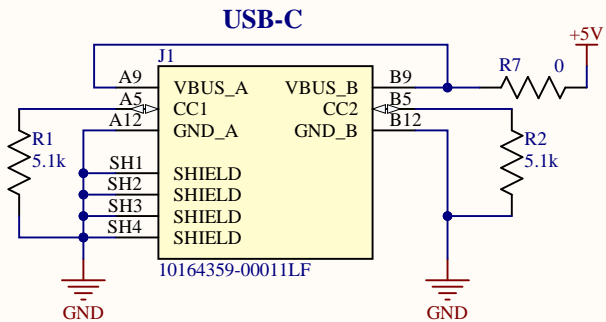 USB-C
+5V
J1
R7 0
A9 VBUS_A VBUS_B B9
A5 CC1 CC2 B5
A12 GND_A GND_B B12
R1
5.1k
R2
5.1k
SH1 SHIELD
SH2 SHIELD
SH3 SHIELD
SH4 SHIELD
10164359-00011LF
GND
GND